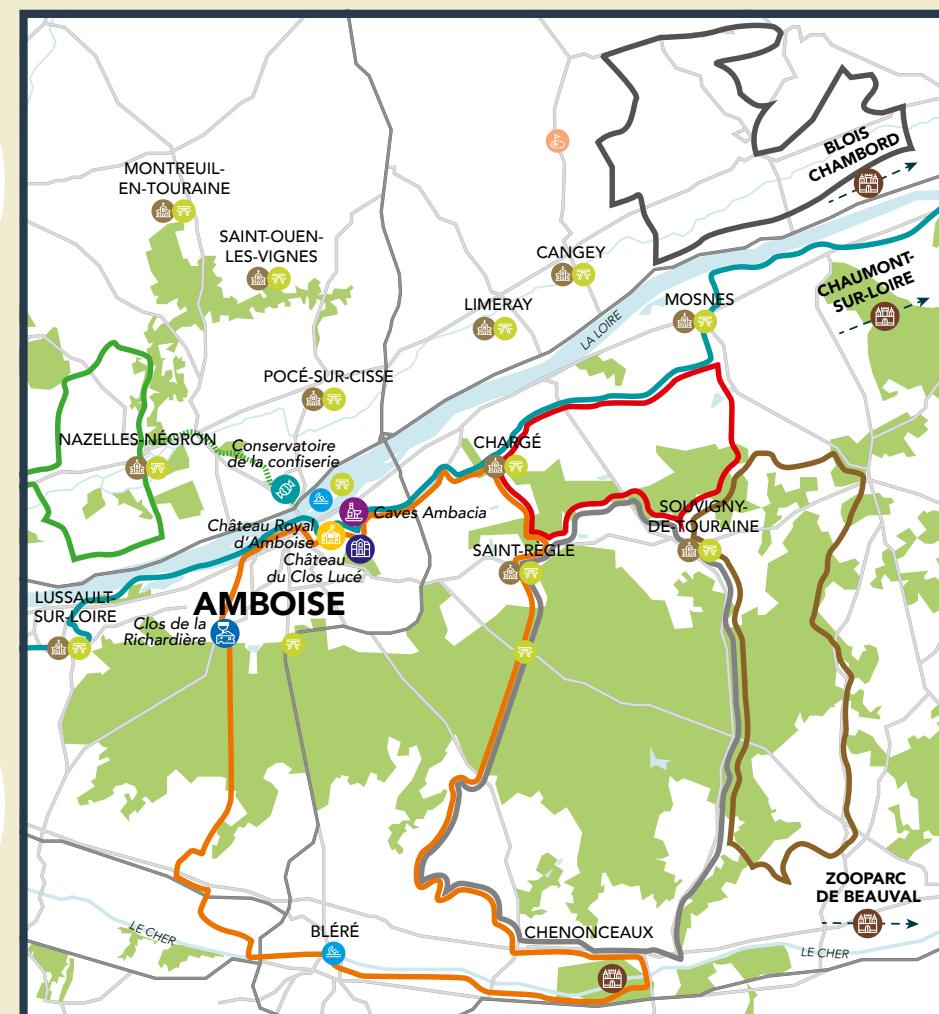 BLOIS
CHAMBORD
MONTREUIL-
EN-TOURAINE
SAINT-OUEN-
LES-VIGNES
CANGEY
CHAUMONT-
SUR-LOIRE
LIMERAY
MOSNES
LA LOIRE
POCÉ-SUR-CISSE
NAZELLES-NÉGRON
Conservatoire
de la confiserie
CHARGÉ
Caves Ambacia
Château Royal
d'Amboise
SOUVIGNY-
DE-TOURAINE
Château
du Clos Lucé
SAINT-RÈGLE
LUSSAULT-
SUR-LOIRE
AMBOISE
Clos de la
Richardière
ZOOPARC
DE BEAUVAL
LE CHER
BLÉRÉ
CHENONCEAUX
LE CHER